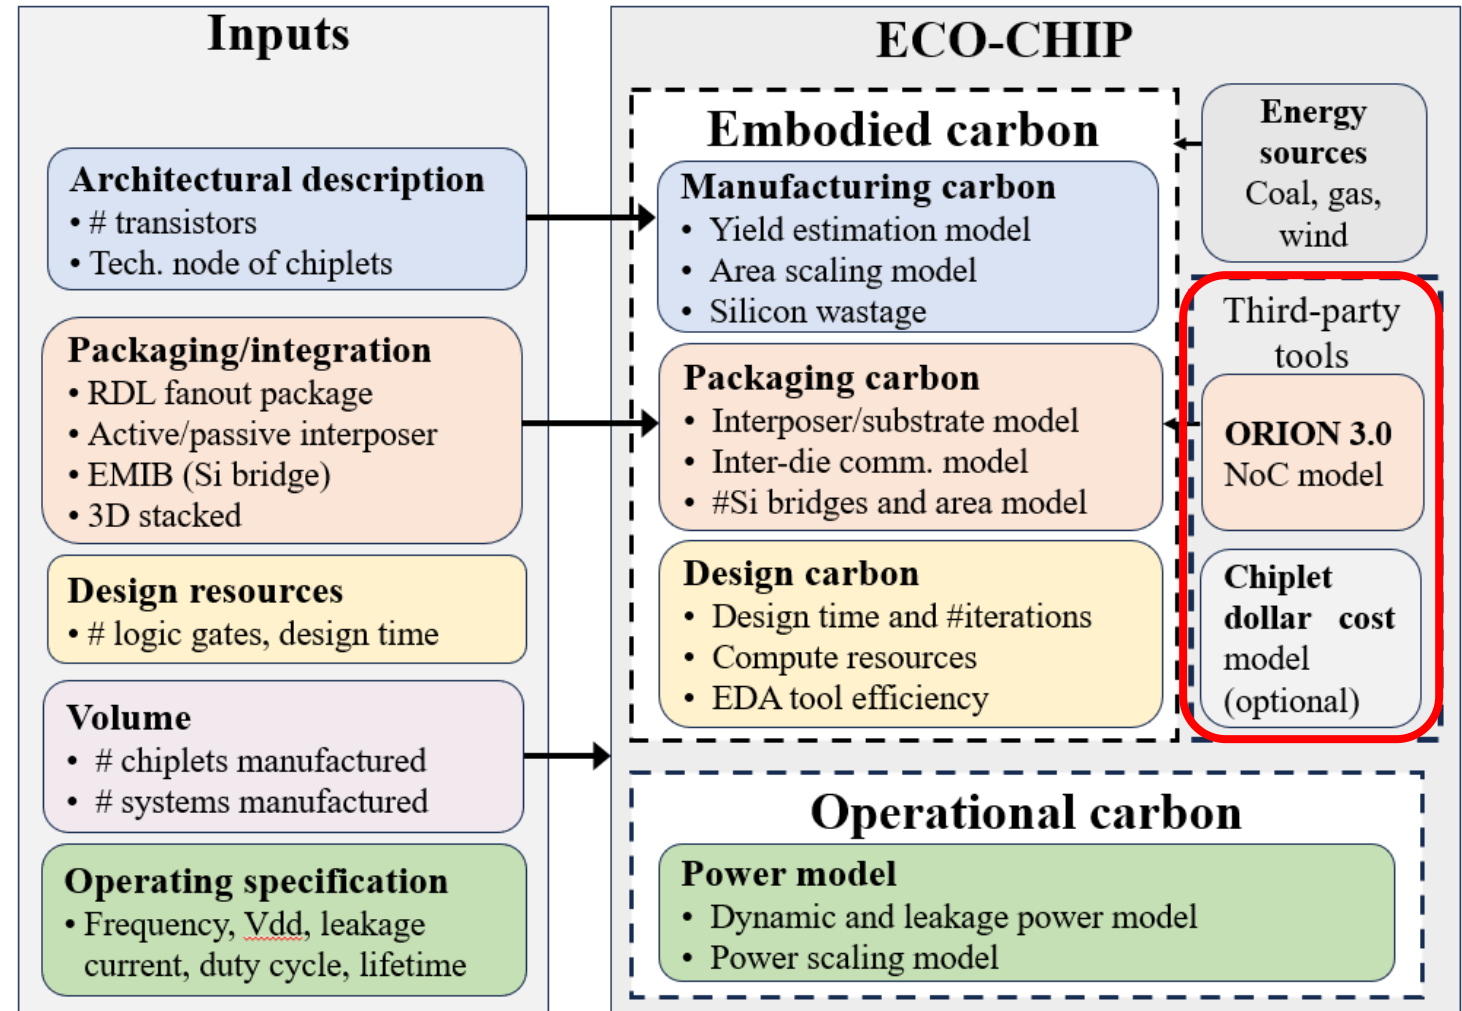 Inputs
Architectural description
• # transistors
• Tech. node of chiplets
Packaging/integration
• RDL fanout package
• Active/passive interposer
• EMIB (Si bridge)
• 3D stacked
Design resources
• # logic gates, design time
Volume
• # chiplets manufactured
• # systems manufactured
Operating specification
• Frequency, Vdd, leakage
current, duty cycle, lifetime
ECO-CHIP
Embodied carbon
Manufacturing carbon
• Yield estimation model
• Area scaling model
• Silicon wastage
Packaging carbon
• Interposer/substrate model
• Inter-die comm. model
• #Si bridges and area model
Design carbon
• Design time and #iterations
• Compute resources
• EDA tool efficiency
Energy
sources
Coal, gas,
wind
Third-party
tools
ORION 3.0
NoC model
Chiplet
dollar cost
model
(optional)
Operational carbon
Power model
• Dynamic and leakage power model
• Power scaling model